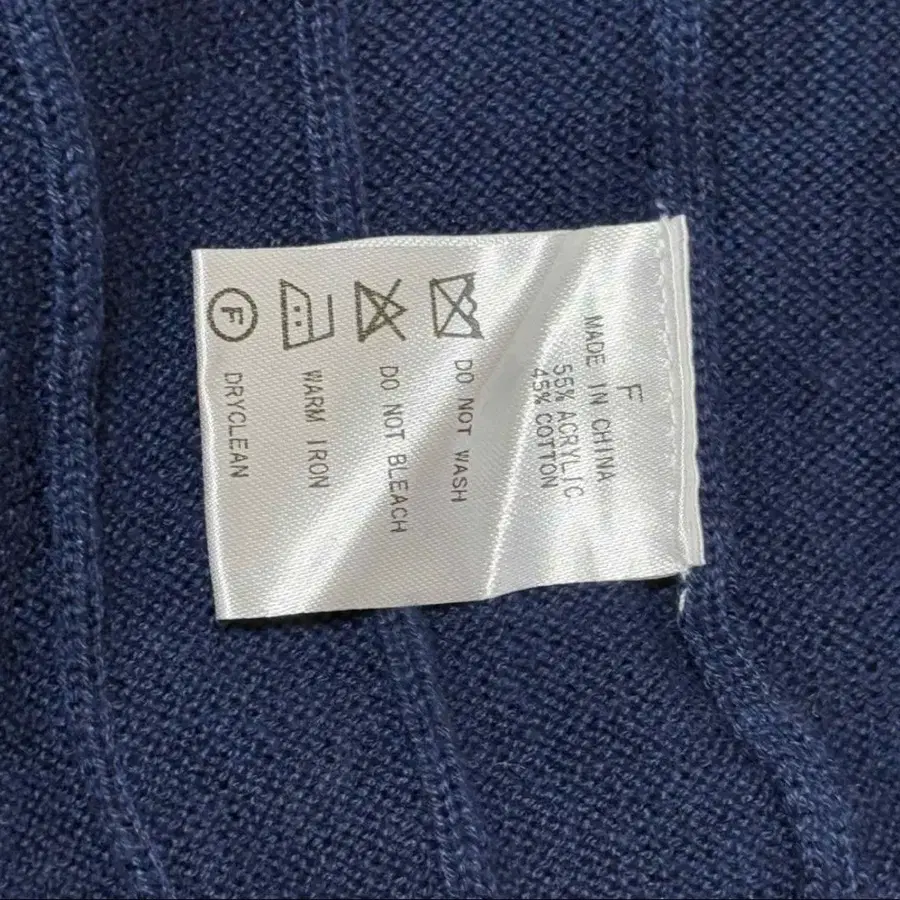 F
MADE IN CHINA
55% ACRYLIC
45% COTTON
DO NOT WASH
DO NOT BLEACH
WARM IRON
F
DRYCLEAN